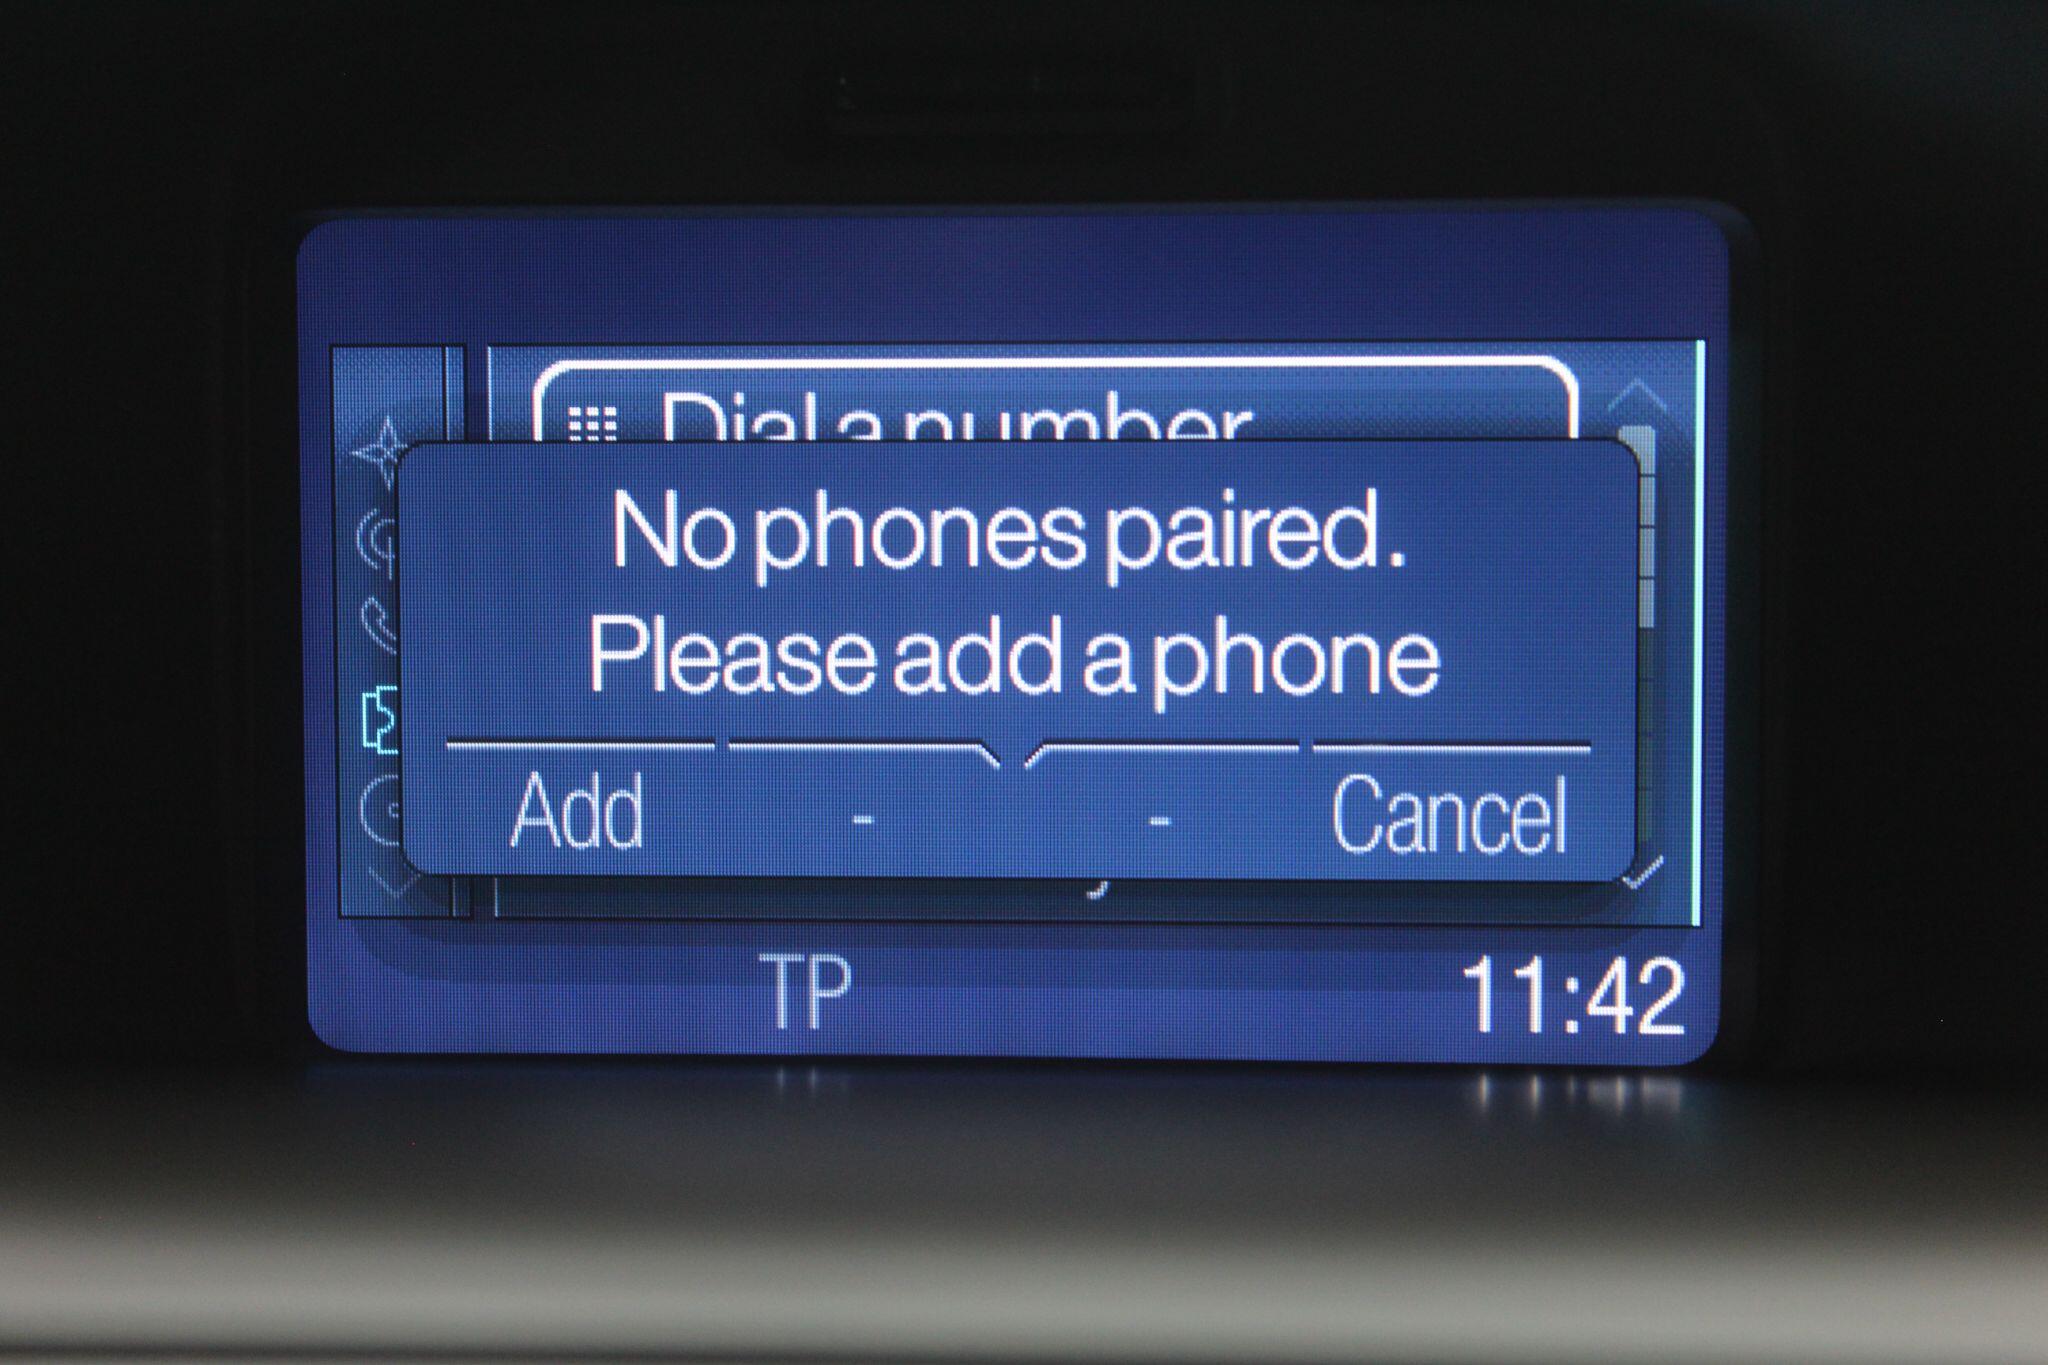 Dial a number
No phones paired.
Please add a phone
Add - - Cancel
TP 11:42